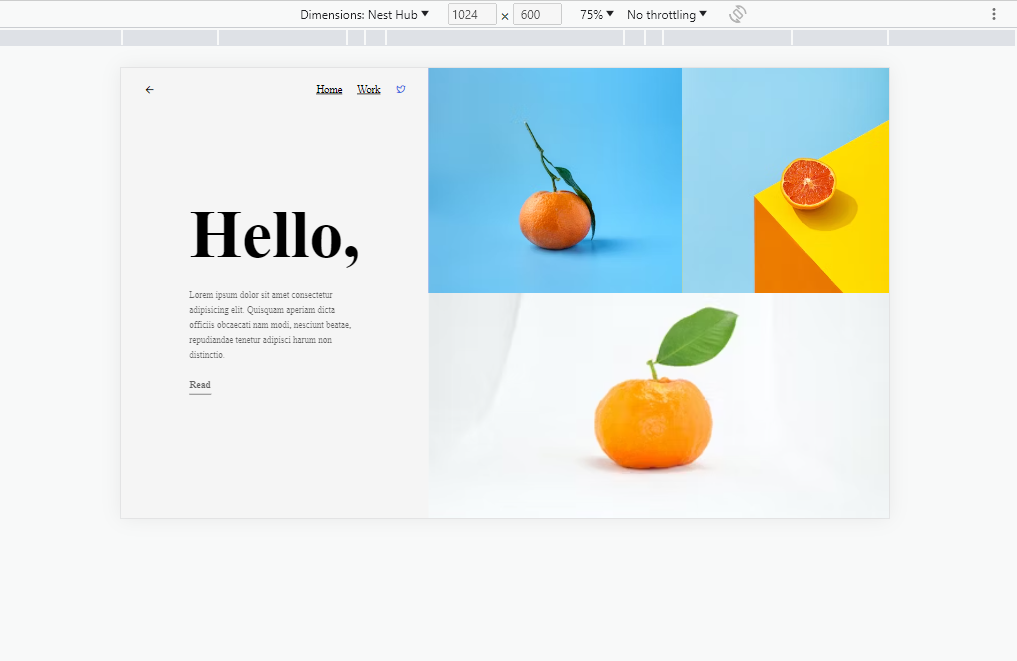 Dimensions: Nest Hub 1024 × 600 75% No throttling
Home Work
Hello,
Lorem ipsum dolor sit amet consectetur
adipisicing elit. Quisquam aperiam dicta
officiis obcaecati nam modi, nesciunt beatae,
repudiandae tenetur adipisci harum non
distinctio.
Read